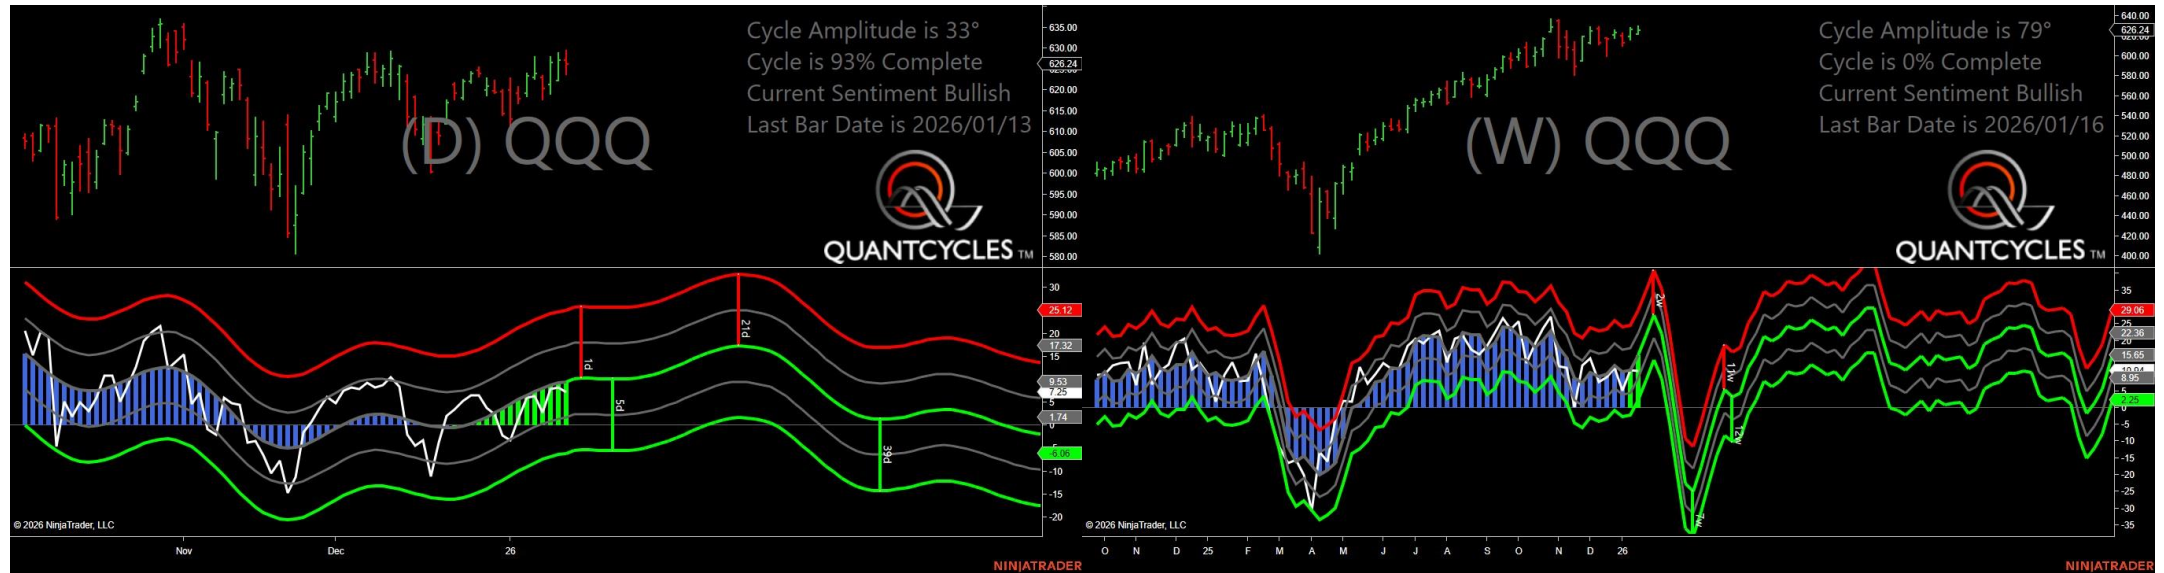 Cycle Amplitude is 33°
Cycle is 93% Complete
Current Sentiment Bullish
Last Bar Date is 2026/01/13
(D) QQQ
QUANTCYCLES TM
635.00
630.00
626.24
620.00
615.00
610.00
605.00
600.00
595.00
590.00
585.00
580.00
1d
21d
5d
39d
30
25.12
20
17.32
15
9.53
7.25
5
1.74
0
-5
-6.06
-10
-15
-20
© 2026 NinjaTrader, LLC
Nov
Dec
26
NINJATRADER
Cycle Amplitude is 79°
Cycle is 0% Complete
Current Sentiment Bullish
Last Bar Date is 2026/01/16
(W) QQQ
QUANTCYCLES TM
640.00
626.24
600.00
580.00
560.00
540.00
520.00
500.00
480.00
460.00
440.00
420.00
400.00
2w
11w
12w
7w
35
29.06
25
22.36
20
15.65
8.95
2.25
0
-5
-10
-15
-20
-25
-30
-35
© 2026 NinjaTrader, LLC
O N D 25 F M A M J J A S O N D 26
NINJATRADER